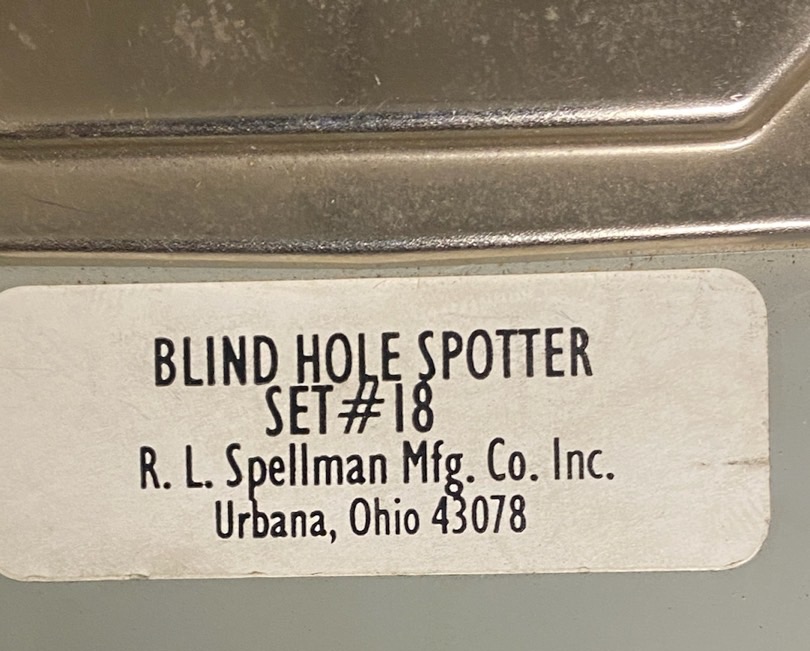 BLIND HOLE SPOTTER
SET #18
R. L. Spellman Mfg. Co. Inc.
Urbana, Ohio 43078